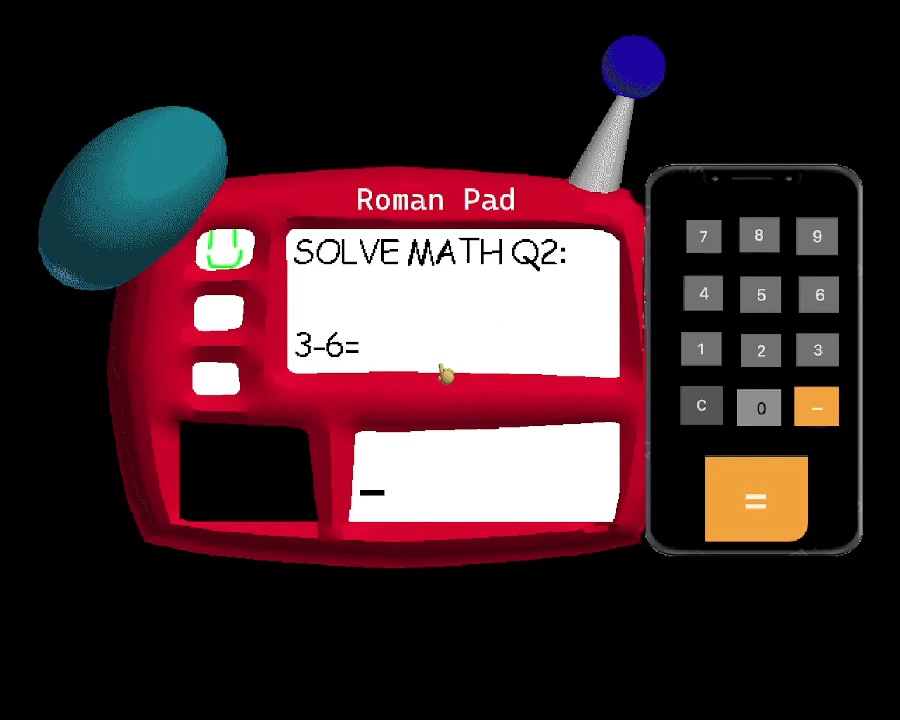 Roman Pad
SOLVE MATH Q2:
3-6=
_
7 8 9
4 5 6
1 2 3
C 0 -
=